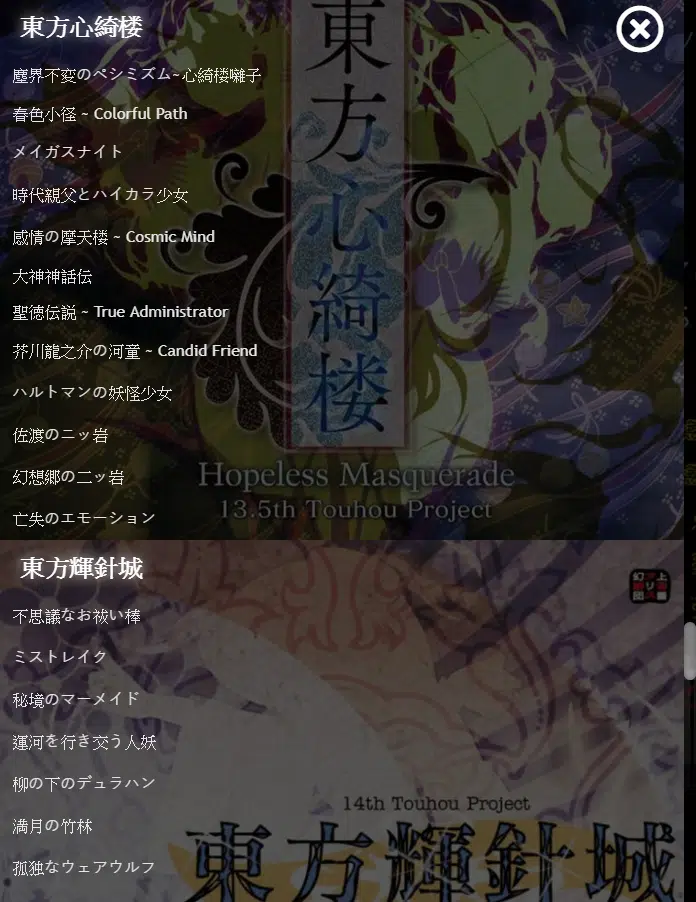 東方心綺楼
塵界不変のペシミズム~心綺楼囃子
春色小径 ~ Colorful Path
メイガスナイト
時代親父とハイカラ少女
感情の摩天楼 ~ Cosmic Mind
大神神話伝
聖徳伝説 ~ True Administrator
芥川龍之介の河童 ~ Candid Friend
ハルトマンの妖怪少女
佐渡のニッ岩
幻想郷の二ッ岩
亡失のエモーション
東方心綺楼
Hopeless Masquerade
13.5th Touhou Project
東方輝針城
不思議なお祓い棒
ミストレイク
秘境のマーメイド
運河を行き交う人妖
柳の下のデュラハン
満月の竹林
孤独なウェアウルフ
14th Touhou Project
東方輝針城